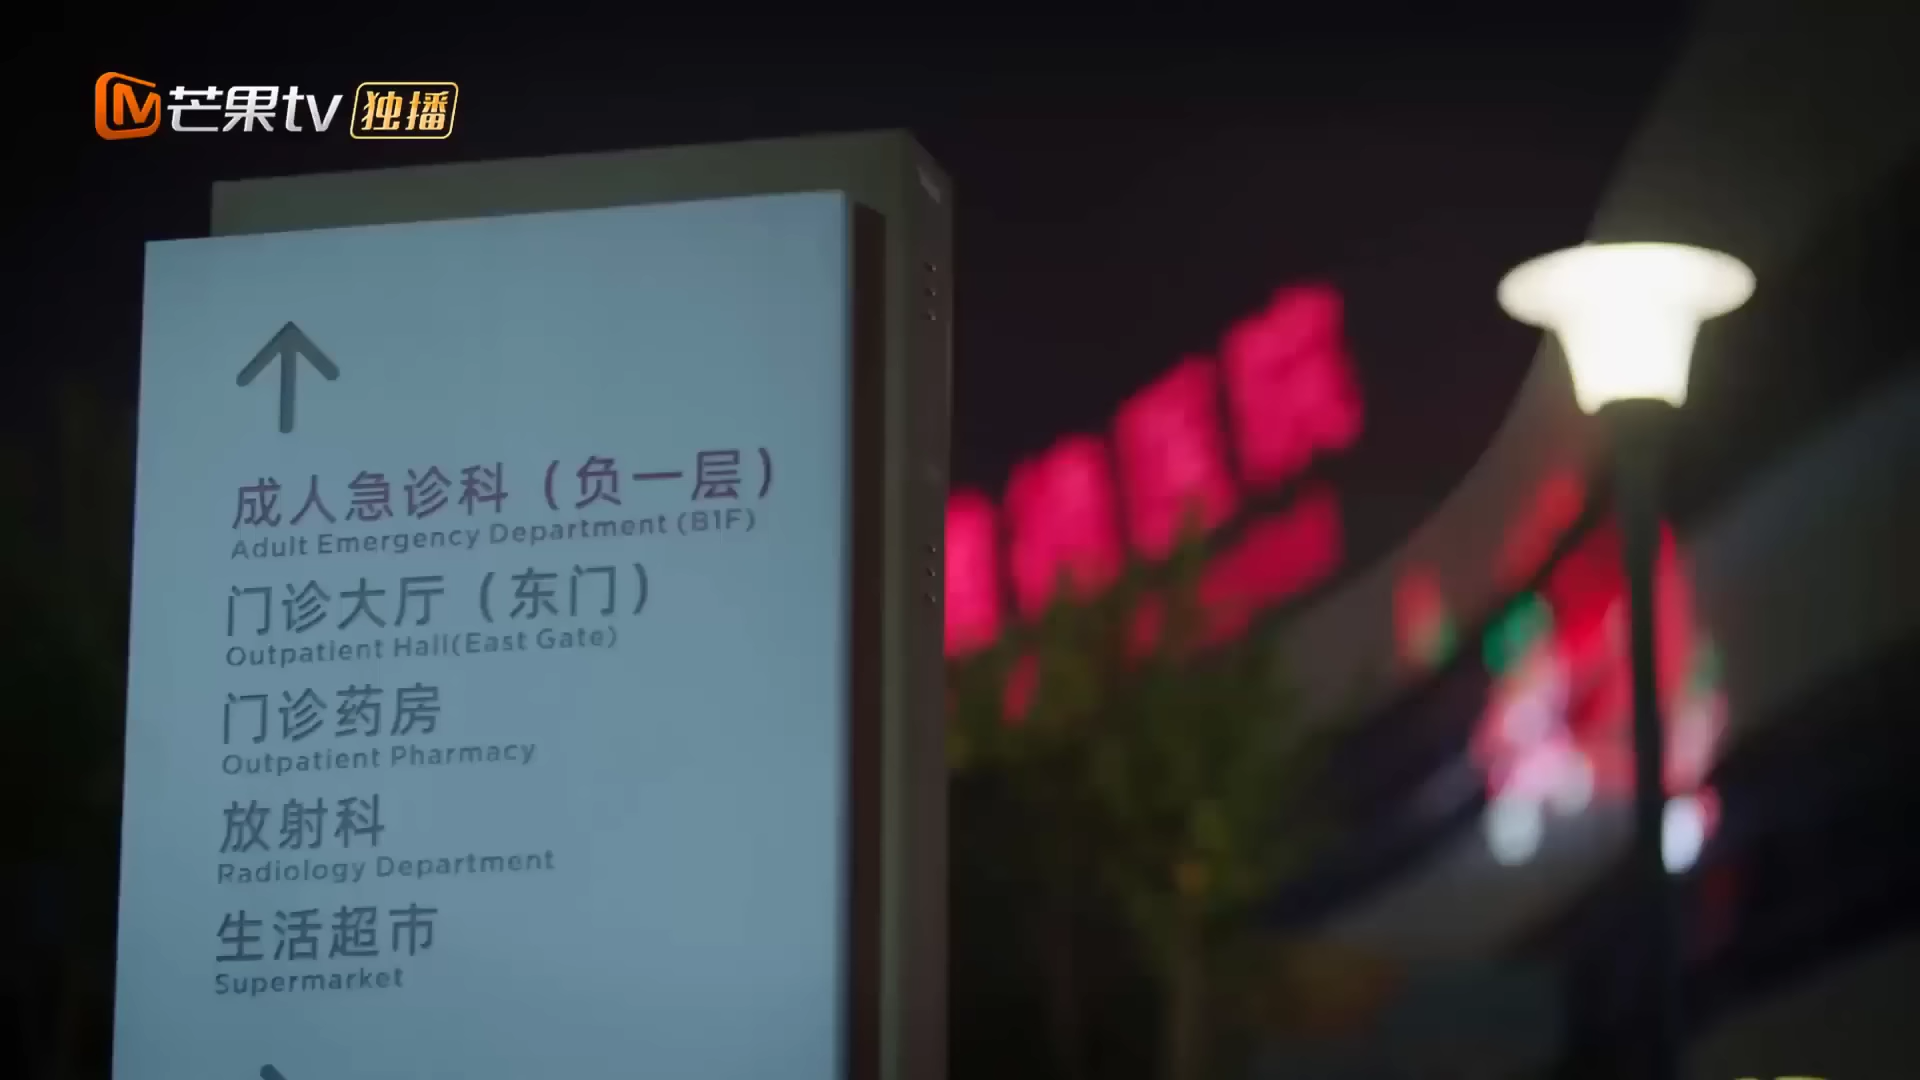 芒果tv 独播
成人急诊科（负一层）
Adult Emergency Department (B1F)
门诊大厅（东门）
Outpatient Hall(East Gate)
门诊药房
Outpatient Pharmacy
放射科
Radiology Department
生活超市
Supermarket